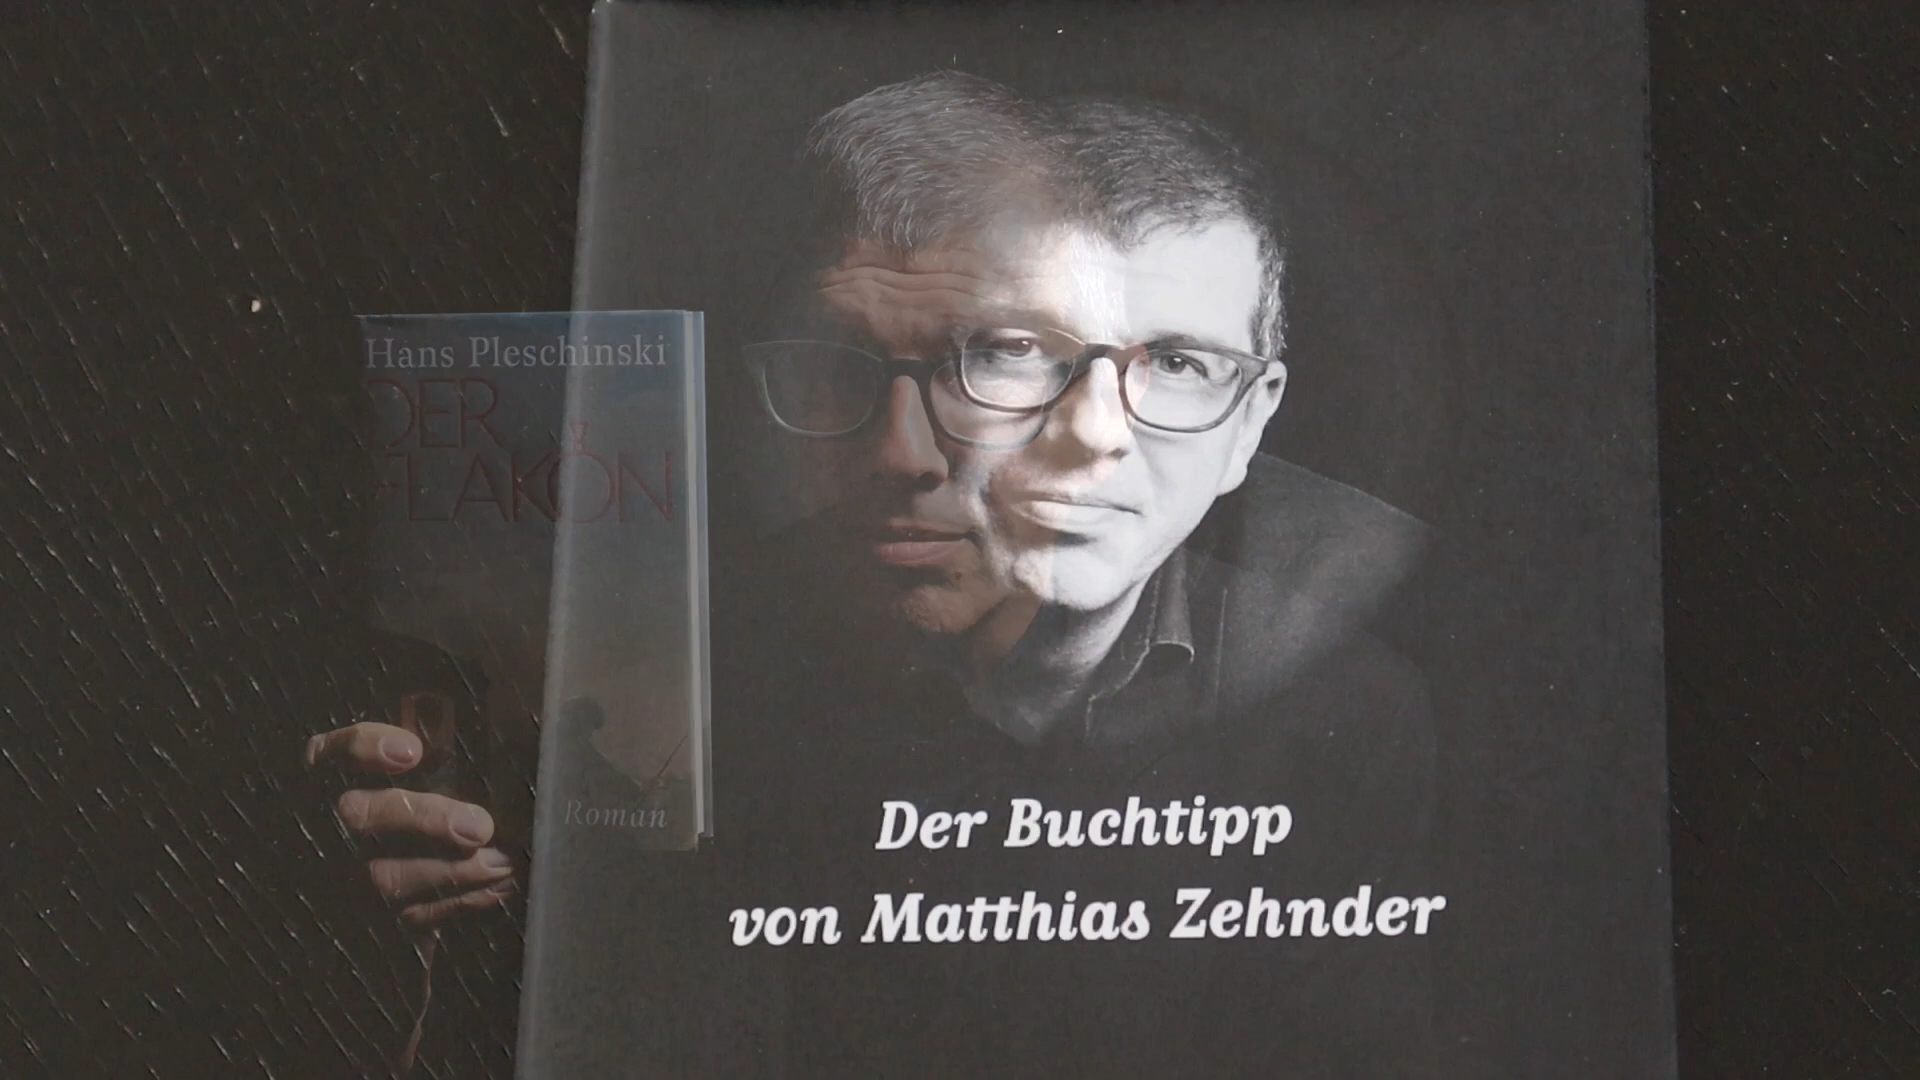 Hans Pleschinski
DER
FLAKON
Roman
Der Buchtipp
von Matthias Zehnder